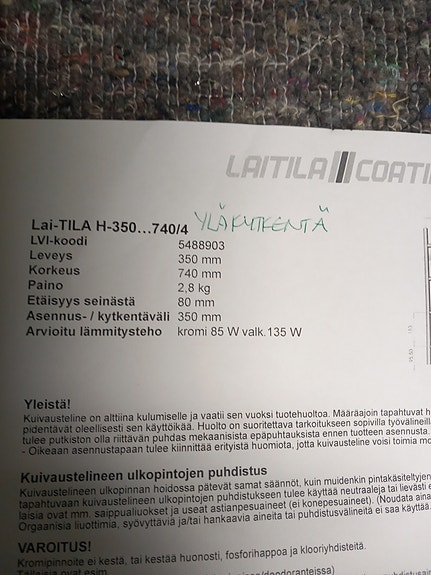 LAITILA COATI
Lai-TILA H-350...740/4 YLÄKYTKENTÄ
LVI-koodi 5488903
Leveys 350 mm
Korkeus 740 mm
Paino 2,8 kg
Etäisyys seinästä 80 mm
Asennus- / kytkentäväli 350 mm
Arvioitu lämmitysteho kromi 85 W valk. 135 W
Yleistä!
Kuivausteline on alttiina kulumiselle ja vaatii sen vuoksi tuotehuoltoa. Määräajoin tapahtuvat h
pidentävät oleellisesti sen käyttöikää. Huolto on suoritettava tarkoitukseen sopivilla työvälineill
tulee putkiston olla riittävän puhdas mekaanisista epäpuhtauksista ennen tuotteen asennusta.
- Oikeaan asennustapaan tulee kiinnittää erityistä huomiota, jotta kuivausteline voisi toimia mo
Kuivaustelineen ulkopintojen puhdistus
Kuivaustelineen ulkopinnan hoidossa pätevät samat säännöt, kuin muidenkin pintakäsiteltyjen
tapahtuvaan kuivaustelineen ulkopintojen puhdistukseen tulee käyttää neutraaleja tai lievästi e
laisia ovat mm. saippualiuokset ja useat astianpesuaineet (ei konepesuaineet). (Noudata aina
Orgaanisia liuottimia, syövyttäviä ja/tai hankaavia aineita tai puhdistusvälineitä ei saa käyttää.
VAROITUS!
Kromipinnoite ei kestä, tai kestää huonosti, fosforihappoa ja klooriyhdisteitä.